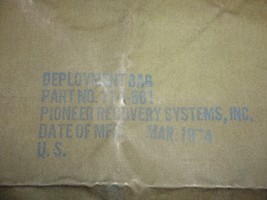 DEPLOYMENT BAG
PART NO.
PIONEER RECOVERY SYSTEMS, INC.
DATE OF MFG. MAR.
U. S.